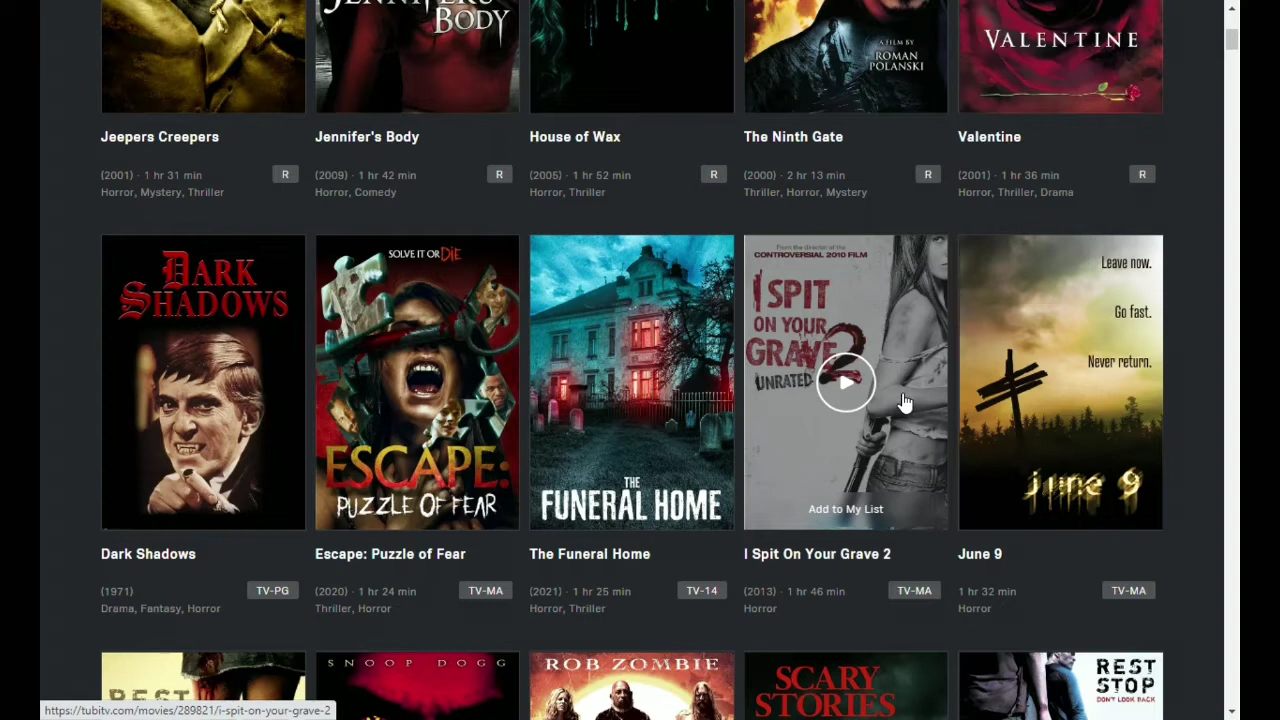 JENNIFER'S
BODY
A FILM BY
ROMAN
POLANSKI
VALENTINE
Jeepers Creepers
Jennifer's Body
House of Wax
The Ninth Gate
Valentine
(2001) · 1 hr 31 min
R
(2009) · 1 hr 42 min
R
(2005) · 1 hr 52 min
R
(2000) · 2 hr 13 min
R
(2001) · 1 hr 36 min
R
Horror, Mystery, Thriller
Horror, Comedy
Horror, Thriller
Thriller, Horror, Mystery
Horror, Thriller, Drama
DARK
SHADOWS
SOLVE IT OR DIE
ESCAPE:
PUZZLE OF FEAR
THE
FUNERAL HOME
From the director of the
CONTROVERSIAL 2010 FILM
I SPIT
ON YOUR
GRAVE 2
UNRATED
Add to My List
Leave now.
Go fast.
Never return.
june 9
Dark Shadows
Escape: Puzzle of Fear
The Funeral Home
I Spit On Your Grave 2
June 9
(1971)
TV-PG
(2020) · 1 hr 24 min
TV-MA
(2021) · 1 hr 25 min
TV-14
(2013) · 1 hr 46 min
TV-MA
1 hr 32 min
TV-MA
Drama, Fantasy, Horror
Thriller, Horror
Horror, Thriller
Horror
Horror
REST
SNOOP DOGG
ROB ZOMBIE
SCARY
STORIES
REST
STOP
DON'T LOOK BACK
https://tubitv.com/movies/289821/i-spit-on-your-grave-2